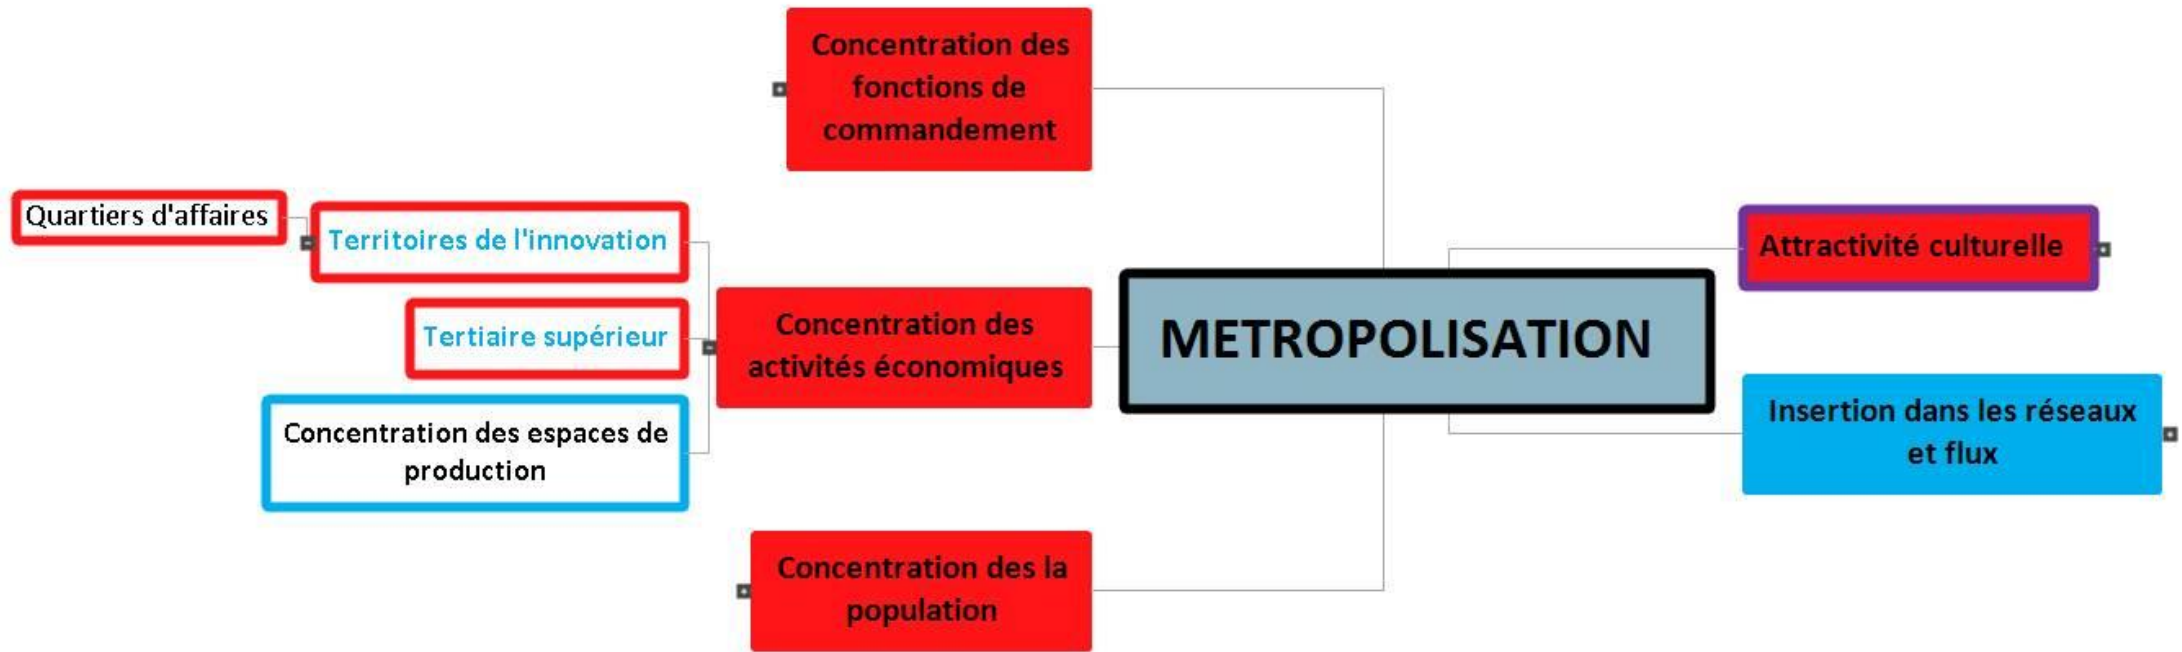 Concentration des
fonctions de
commandement
Quartiers d'affaires
Territoires de l'innovation
Tertiaire supérieur
Concentration des espaces de
production
Concentration des
activités économiques
METROPOLISATION
Attractivité culturelle
Insertion dans les réseaux
et flux
Concentration des la
population